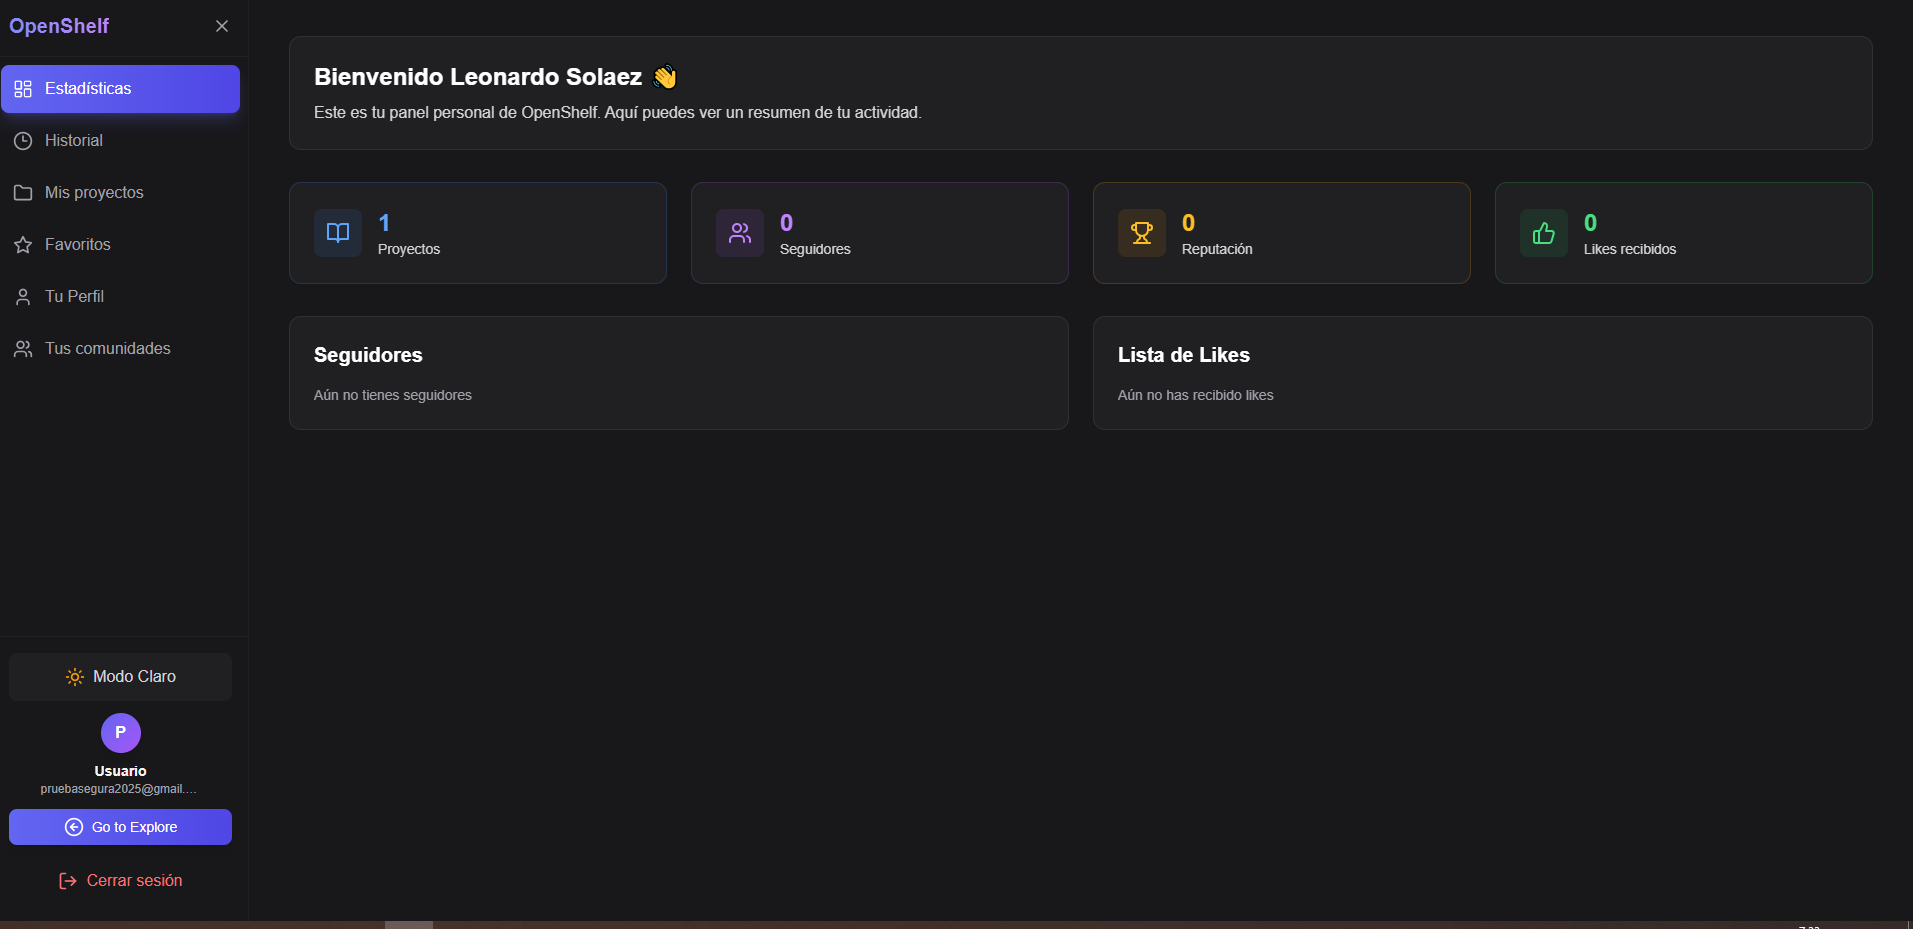 OpenShelf
Estadísticas
Historial
Mis proyectos
Favoritos
Tu Perfil
Tus comunidades
Modo Claro
P
Usuario
pruebasegura2025@gmail....
Go to Explore
Cerrar sesión
Bienvenido Leonardo Solaez 👋
Este es tu panel personal de OpenShelf. Aquí puedes ver un resumen de tu actividad.
1
Proyectos
0
Seguidores
0
Reputación
0
Likes recibidos
Seguidores
Aún no tienes seguidores
Lista de Likes
Aún no has recibido likes